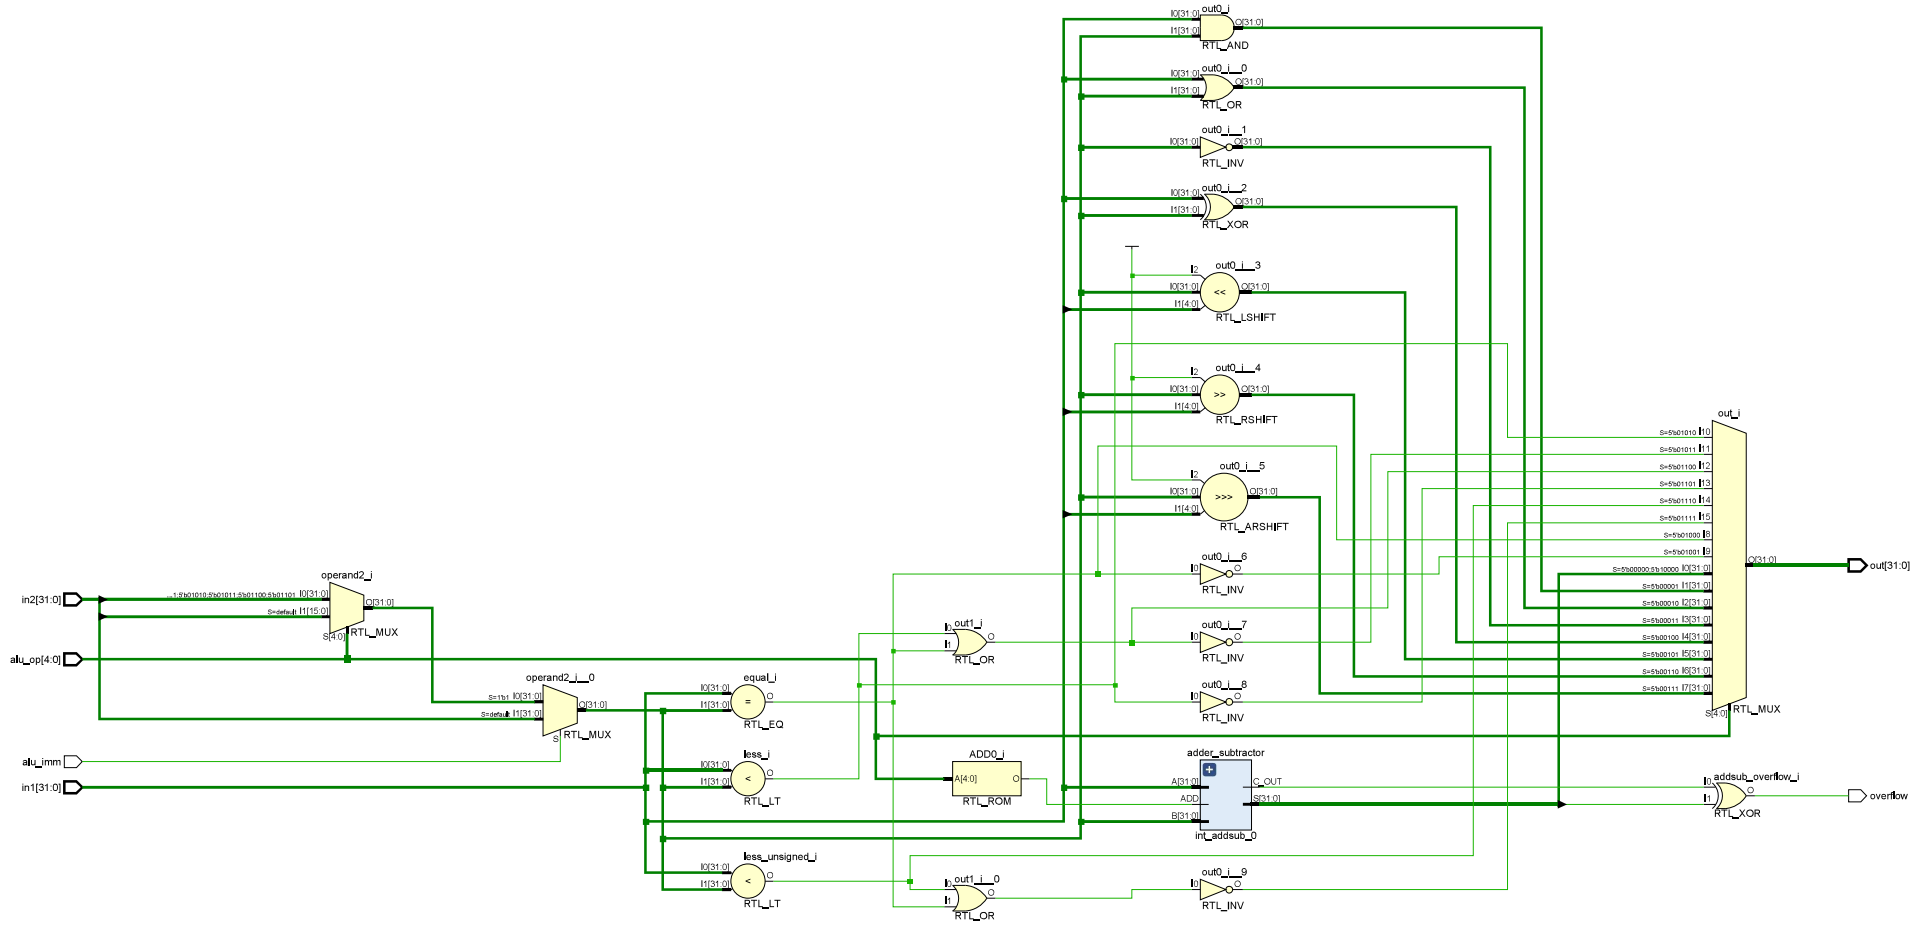 out0_i
I0[31:0]
I1[31:0]
O[31:0]
RTL_AND
out0_i__0
I0[31:0]
I1[31:0]
O[31:0]
RTL_OR
out0_i__1
I0[31:0]
O[31:0]
RTL_INV
out0_i__2
I0[31:0]
I1[31:0]
O[31:0]
RTL_XOR
out0_i__3
I2
I0[31:0]
I1[4:0]
<<
O[31:0]
RTL_LSHIFT
out0_i__4
I2
I0[31:0]
I1[4:0]
>>
O[31:0]
RTL_RSHIFT
out0_i__5
I2
I0[31:0]
I1[4:0]
>>>
O[31:0]
RTL_ARSHIFT
out0_i__6
I0
O
RTL_INV
out0_i__7
I0
O
RTL_INV
out0_i__8
I0
O
RTL_INV
out_i
S=5'b01010 I10
S=5'b01011 I11
S=5'b01100 I12
S=5'b01101 I13
S=5'b01110 I14
S=5'b01111 I15
S=5'b01000 I8
S=5'b01001 I9
S=5'b00000;5'b10000 I0[31:0]
S=5'b00001 I1[31:0]
S=5'b00010 I2[31:0]
S=5'b00011 I3[31:0]
S=5'b00100 I4[31:0]
S=5'b00101 I5[31:0]
S=5'b00110 I6[31:0]
S=5'b00111 I7[31:0]
S[4:0]
O[31:0]
RTL_MUX
out[31:0]
operand2_i
in2[31:0]
...1;5'b01010;5'b01011;5'b01100;5'b01101 I0[31:0]
S=default I1[15:0]
S[4:0]
O[31:0]
RTL_MUX
alu_op[4:0]
operand2_i__0
S=1'b1 I0[31:0]
S=default I1[31:0]
S
O[31:0]
RTL_MUX
alu_imm
in1[31:0]
equal_i
I0[31:0]
I1[31:0]
=
O
RTL_EQ
less_i
I0[31:0]
I1[31:0]
<
O
RTL_LT
less_unsigned_i
I0[31:0]
I1[31:0]
<
O
RTL_LT
out1_i
I0
I1
O
RTL_OR
ADD0_i
A[4:0]
O
RTL_ROM
out1_i__0
I0
I1
O
RTL_OR
adder_subtractor
A[31:0]
ADD
B[31:0]
C_OUT
S[31:0]
int_addsub_0
out0_i__9
I0
O
RTL_INV
addsub_overflow_i
I0
I1
O
RTL_XOR
overflow